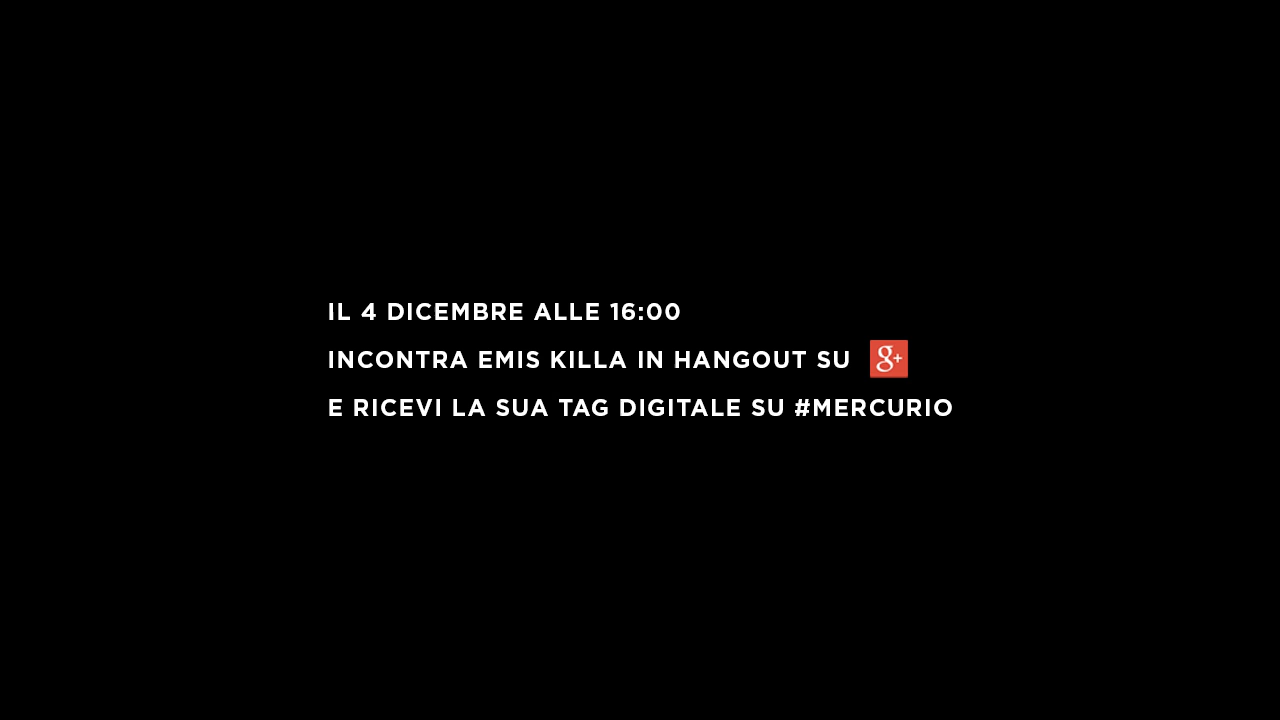 IL 4 DICEMBRE ALLE 16:00
INCONTRA EMIS KILLA IN HANGOUT SU g+
E RICEVI LA SUA TAG DIGITALE SU #MERCURIO